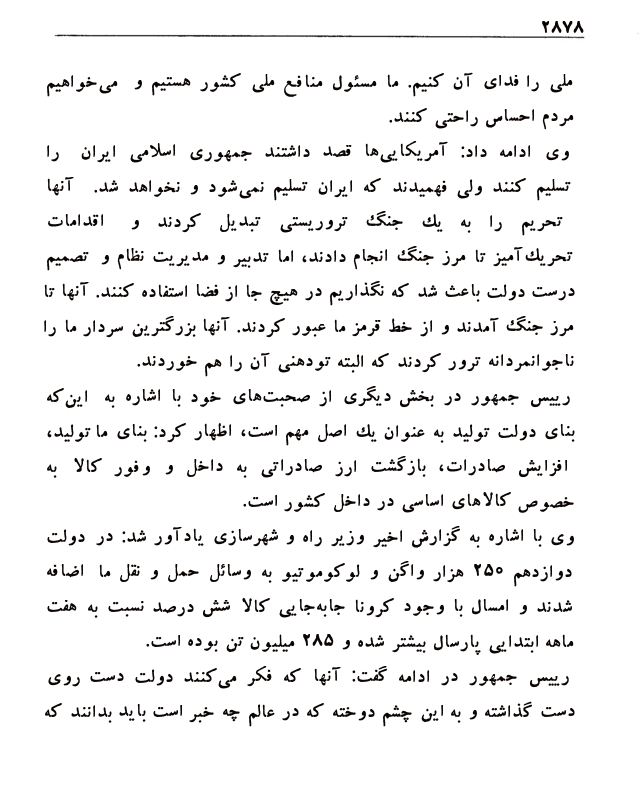 ۲۸۷۸
ملی را فدای آن کنیم. ما مسئول منافع ملی کشور هستیم و می‌خواهیم
مردم احساس راحتی کنند.
وی ادامه داد: آمریکایی‌ها قصد داشتند جمهوری اسلامی ایران را
تسلیم کنند ولی فهمیدند که ایران تسلیم نمی‌شود و نخواهد شد. آنها
تحریم را به یك جنگ تروریستی تبدیل کردند و اقدامات
تحریك‌آمیز تا مرز جنگ انجام دادند، اما تدبیر و مدیریت نظام و تصمیم
درست دولت باعث شد که نگذاریم در هیچ جا از فضا استفاده کنند. آنها تا
مرز جنگ آمدند و از خط قرمز ما عبور کردند. آنها بزرگترین سردار ما را
ناجوانمردانه ترور کردند که البته تودهنی آن را هم خوردند.
رییس جمهور در بخش دیگری از صحبت‌های خود با اشاره به این‌که
بنای دولت تولید به عنوان یك اصل مهم است، اظهار کرد: بنای ما تولید،
افزایش صادرات، بازگشت ارز صادراتی به داخل و وفور کالا به
خصوص کالاهای اساسی در داخل کشور است.
وی با اشاره به گزارش اخیر وزیر راه و شهرسازی یادآور شد: در دولت
دوازدهم ۲۵۰ هزار واگن و لوکوموتیو به وسائل حمل و نقل ما اضافه
شدند و امسال با وجود کرونا جابه‌جایی کالا شش درصد نسبت به هفت
ماهه ابتدایی پارسال بیشتر شده و ۲۸۵ میلیون تن بوده است.
رییس جمهور در ادامه گفت: آنها که فکر می‌کنند دولت دست روی
دست گذاشته و به این چشم دوخته که در عالم چه خبر است باید بدانند که